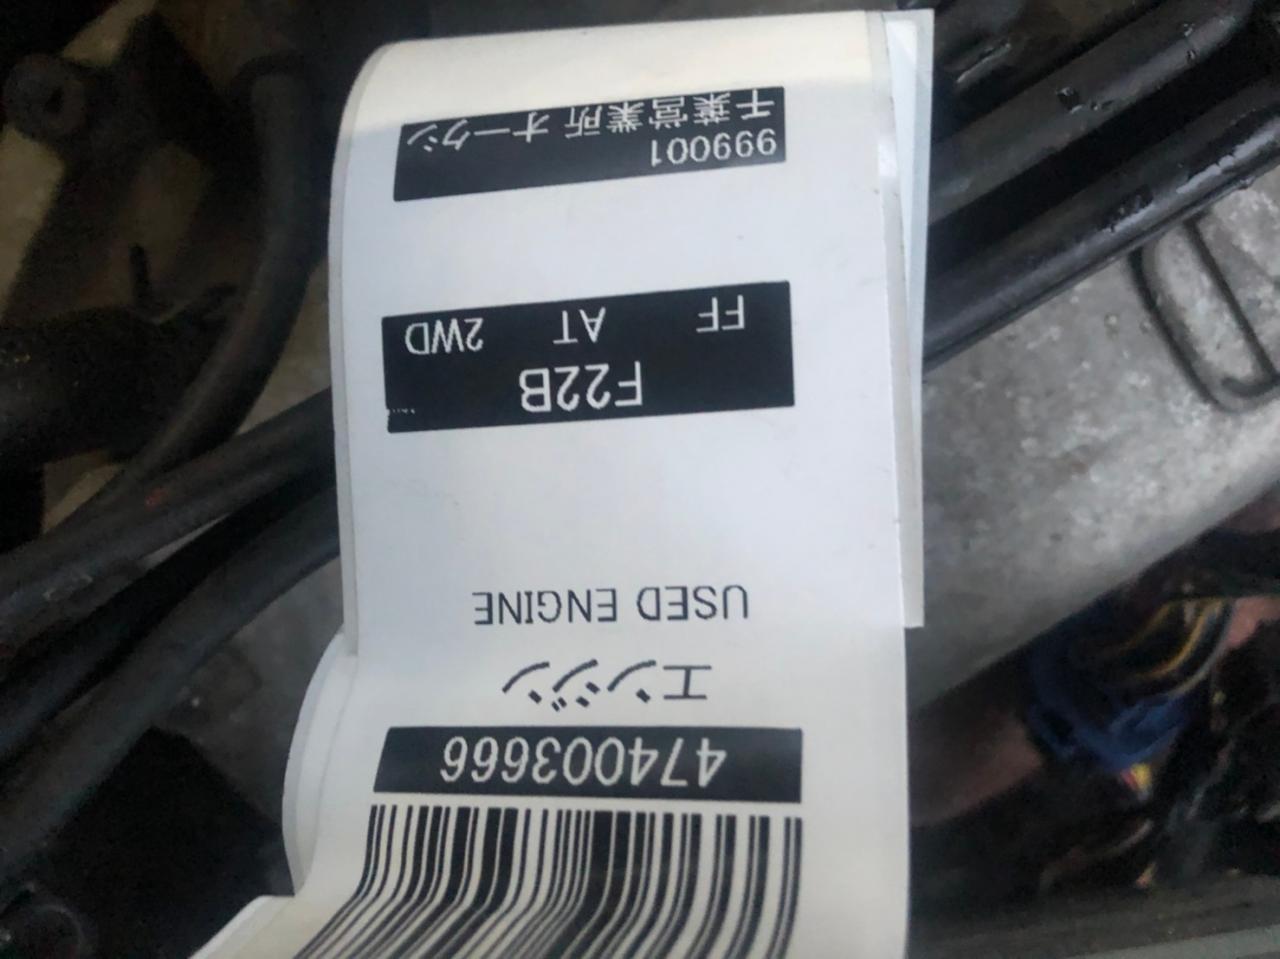 474003666
エンジン
USED ENGINE
F22B
FF AT 2WD
999001
千葉営業所 オークシ